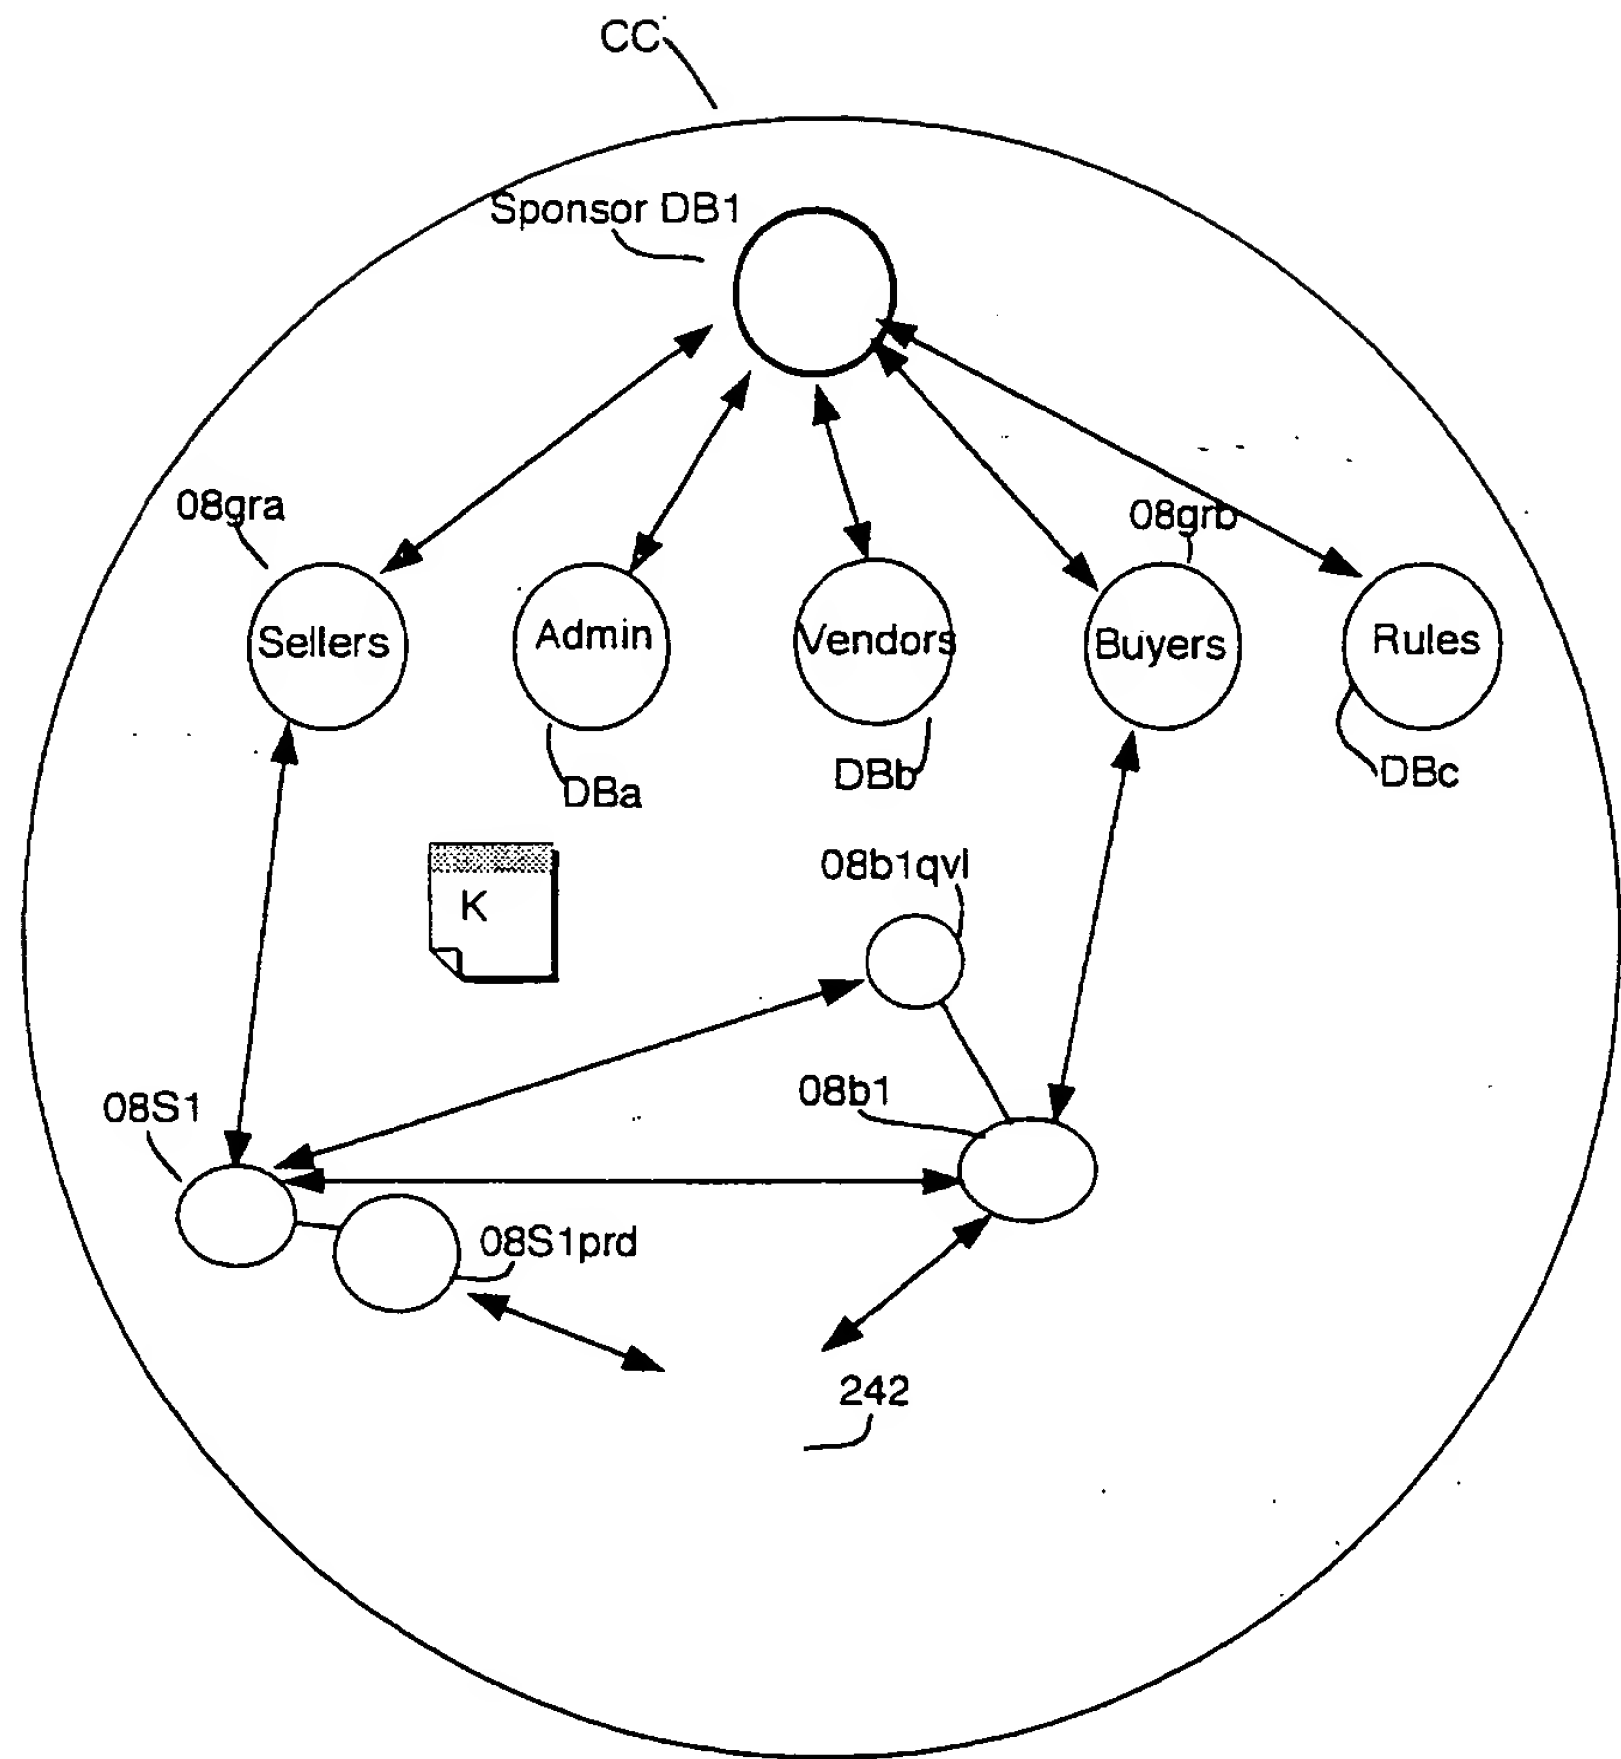 CC
Sponsor DB1
08gra
08grb
Sellers
Admin
Vendors
Buyers
Rules
DBa
DBb
DBc
K
08b1qvl
08S1
08b1
08S1prd
242